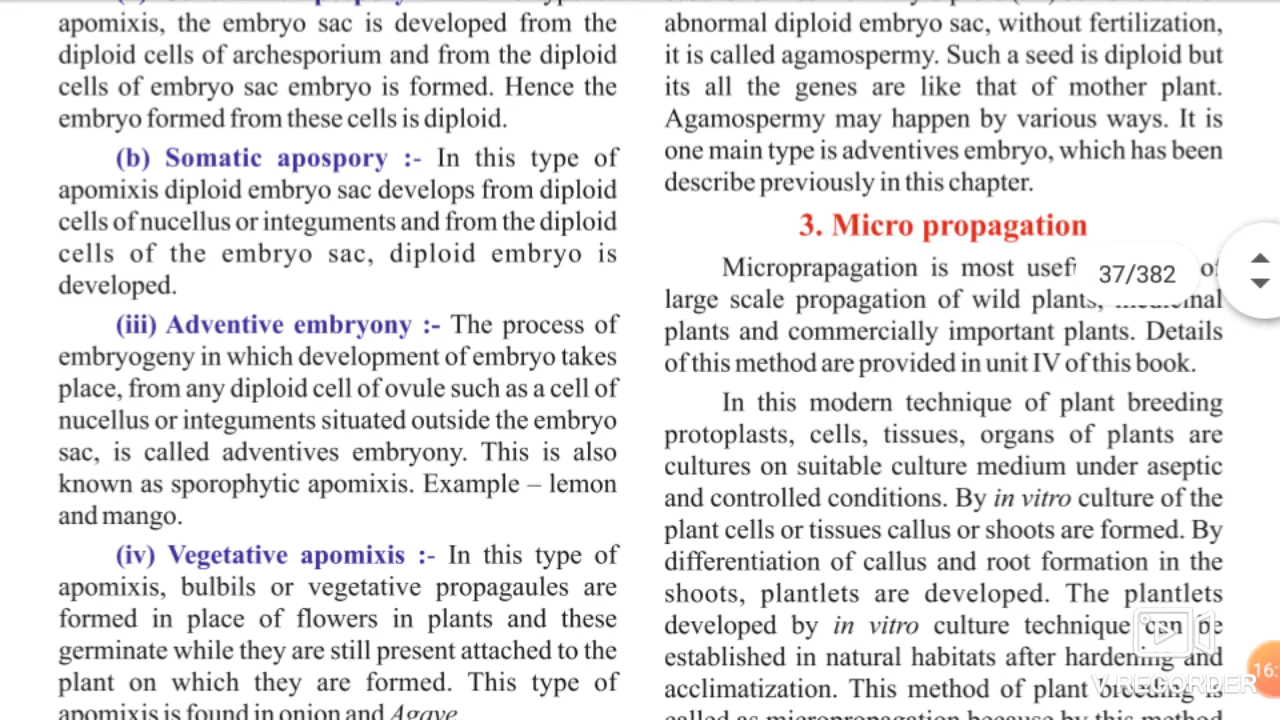 apomixis, the embryo sac is developed from the
diploid cells of archesporium and from the diploid
cells of embryo sac embryo is formed. Hence the
embryo formed from these cells is diploid.
(b) Somatic apospory :- In this type of
apomixis diploid embryo sac develops from diploid
cells of nucellus or integuments and from the diploid
cells of the embryo sac, diploid embryo is
developed.
(iii) Adventive embryony :- The process of
embryogeny in which development of embryo takes
place, from any diploid cell of ovule such as a cell of
nucellus or integuments situated outside the embryo
sac, is called adventives embryony. This is also
known as sporophytic apomixis. Example – lemon
and mango.
(iv) Vegetative apomixis :- In this type of
apomixis, bulbils or vegetative propagaules are
formed in place of flowers in plants and these
germinate while they are still present attached to the
plant on which they are formed. This type of
apomixis is found in onion and Agave.
abnormal diploid embryo sac, without fertilization,
it is called agamospermy. Such a seed is diploid but
its all the genes are like that of mother plant.
Agamospermy may happen by various ways. It is
one main type is adventives embryo, which has been
describe previously in this chapter.
3. Micro propagation
Microprapagation is most of
large scale propagation of wild plants,
plants and commercially important plants. Details
of this method are provided in unit IV of this book.
In this modern technique of plant breeding
protoplasts, cells, tissues, organs of plants are
cultures on suitable culture medium under aseptic
and controlled conditions. By in vitro culture of the
plant cells or tissues callus or shoots are formed. By
differentiation of callus and root formation in the
shoots, plantlets are developed. The plantlets
developed by in vitro culture technique can be
established in natural habitats after hardening and
acclimatization. This method of plant breeding is
called as micropropagation because by this method
37/382
16:
V.RECORDER